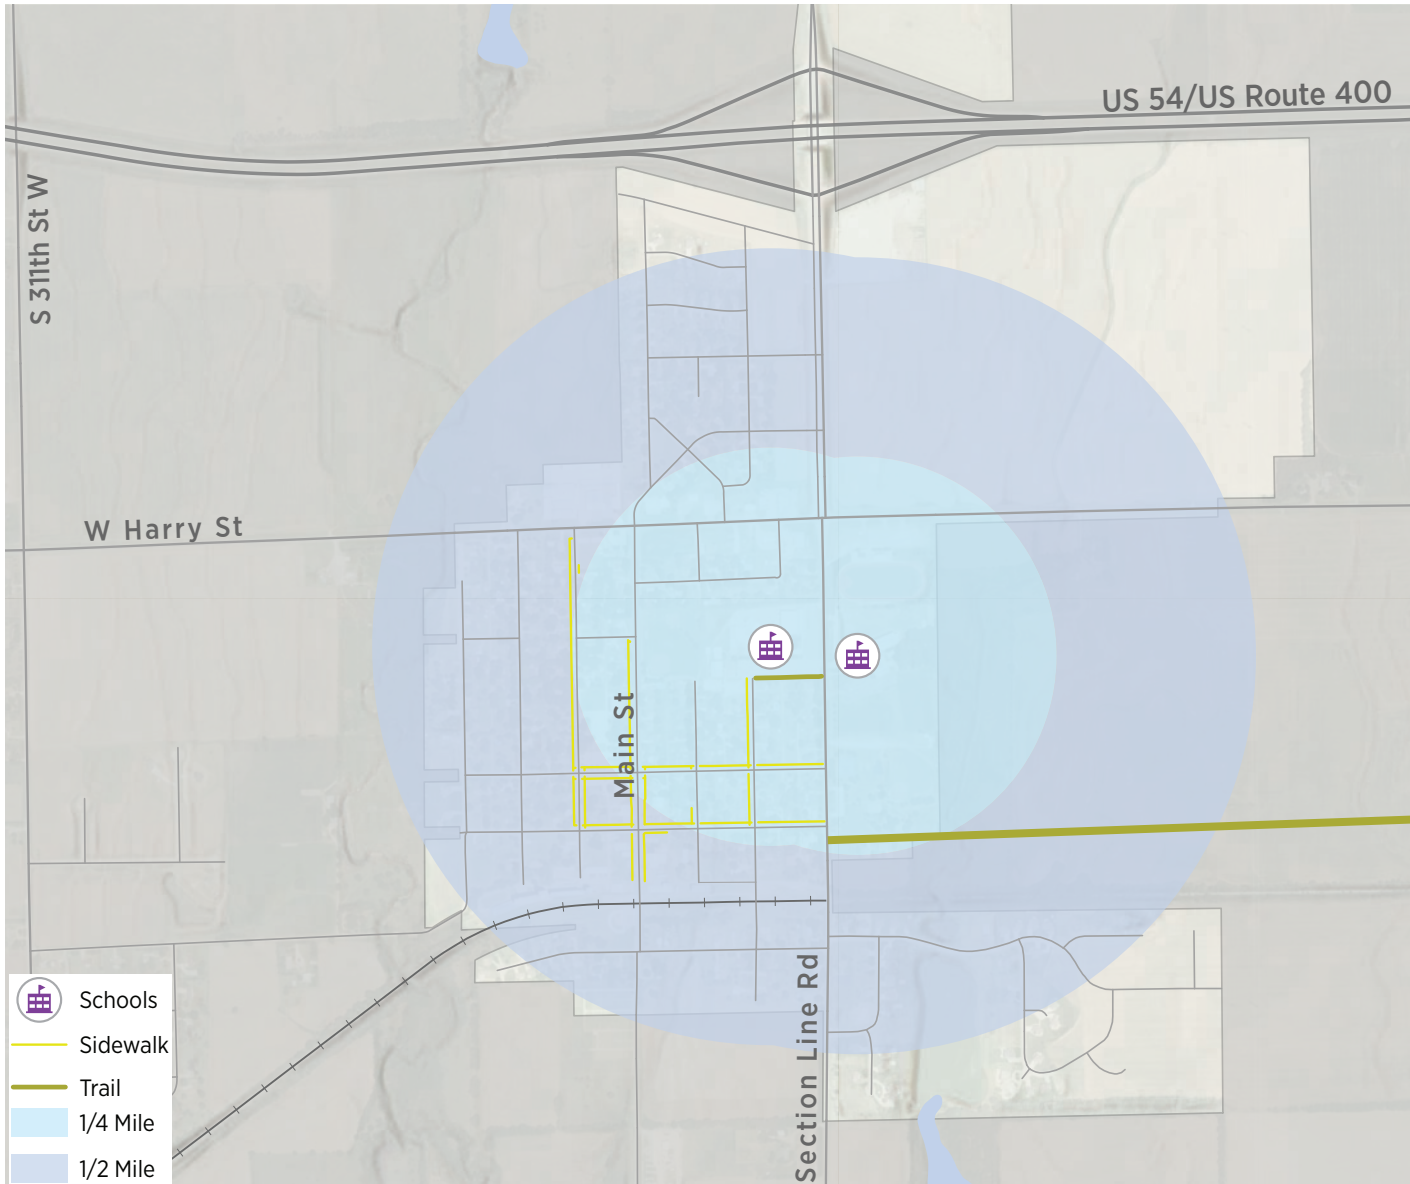 US 54/US Route 400
S 311th St W
W Harry St
Main St
Section Line Rd
Schools
Sidewalk
Trail
1/4 Mile
1/2 Mile